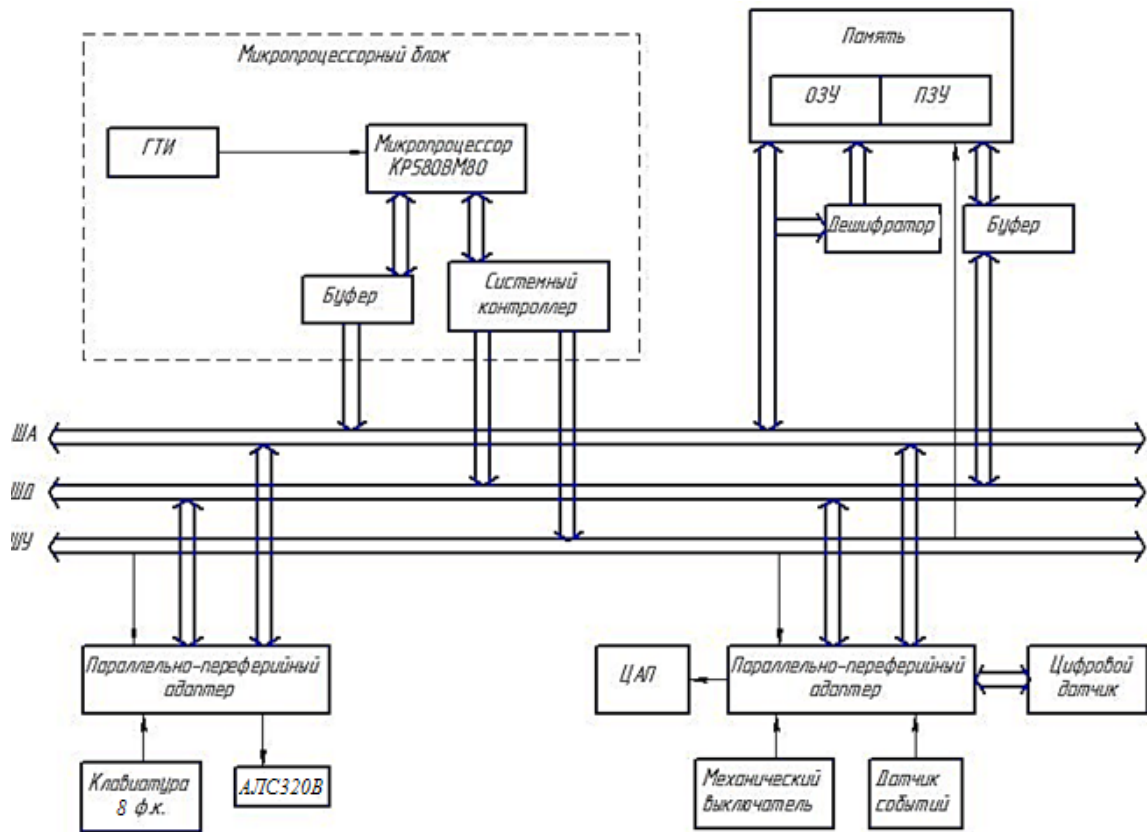 Микропроцессорный блок
ГТИ
Микропроцессор
КР580ВМ80
Буфер
Системный
контроллер
Память
ОЗУ
ПЗУ
Дешифратор
Буфер
ША
ШД
ШУ
Параллельно-переферийный
адаптер
Клавиатура
8 ф.к.
АЛС320В
ЦАП
Параллельно-переферийный
адаптер
Цифровой
датчик
Механический
выключатель
Датчик
событий